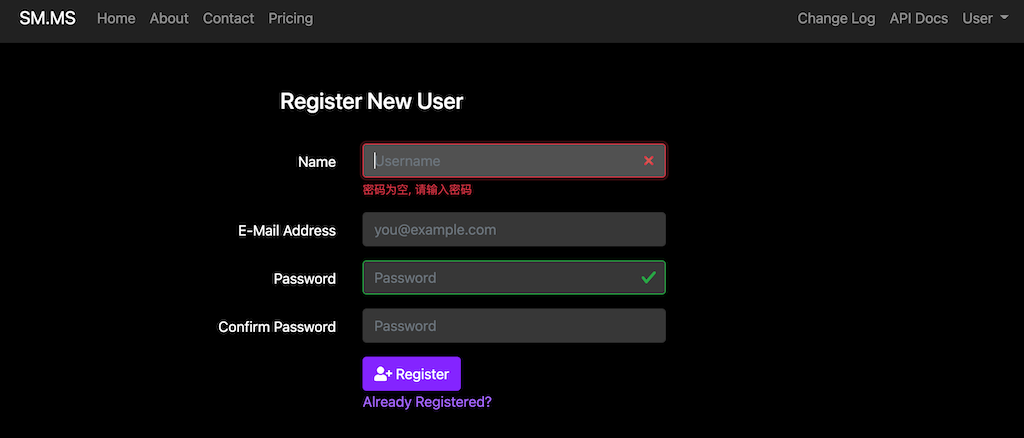 SM.MS Home About Contact Pricing Change Log API Docs User
Register New User
Name Username
密码为空, 请输入密码
E-Mail Address you@example.com
Password Password
Confirm Password Password
Register
Already Registered?